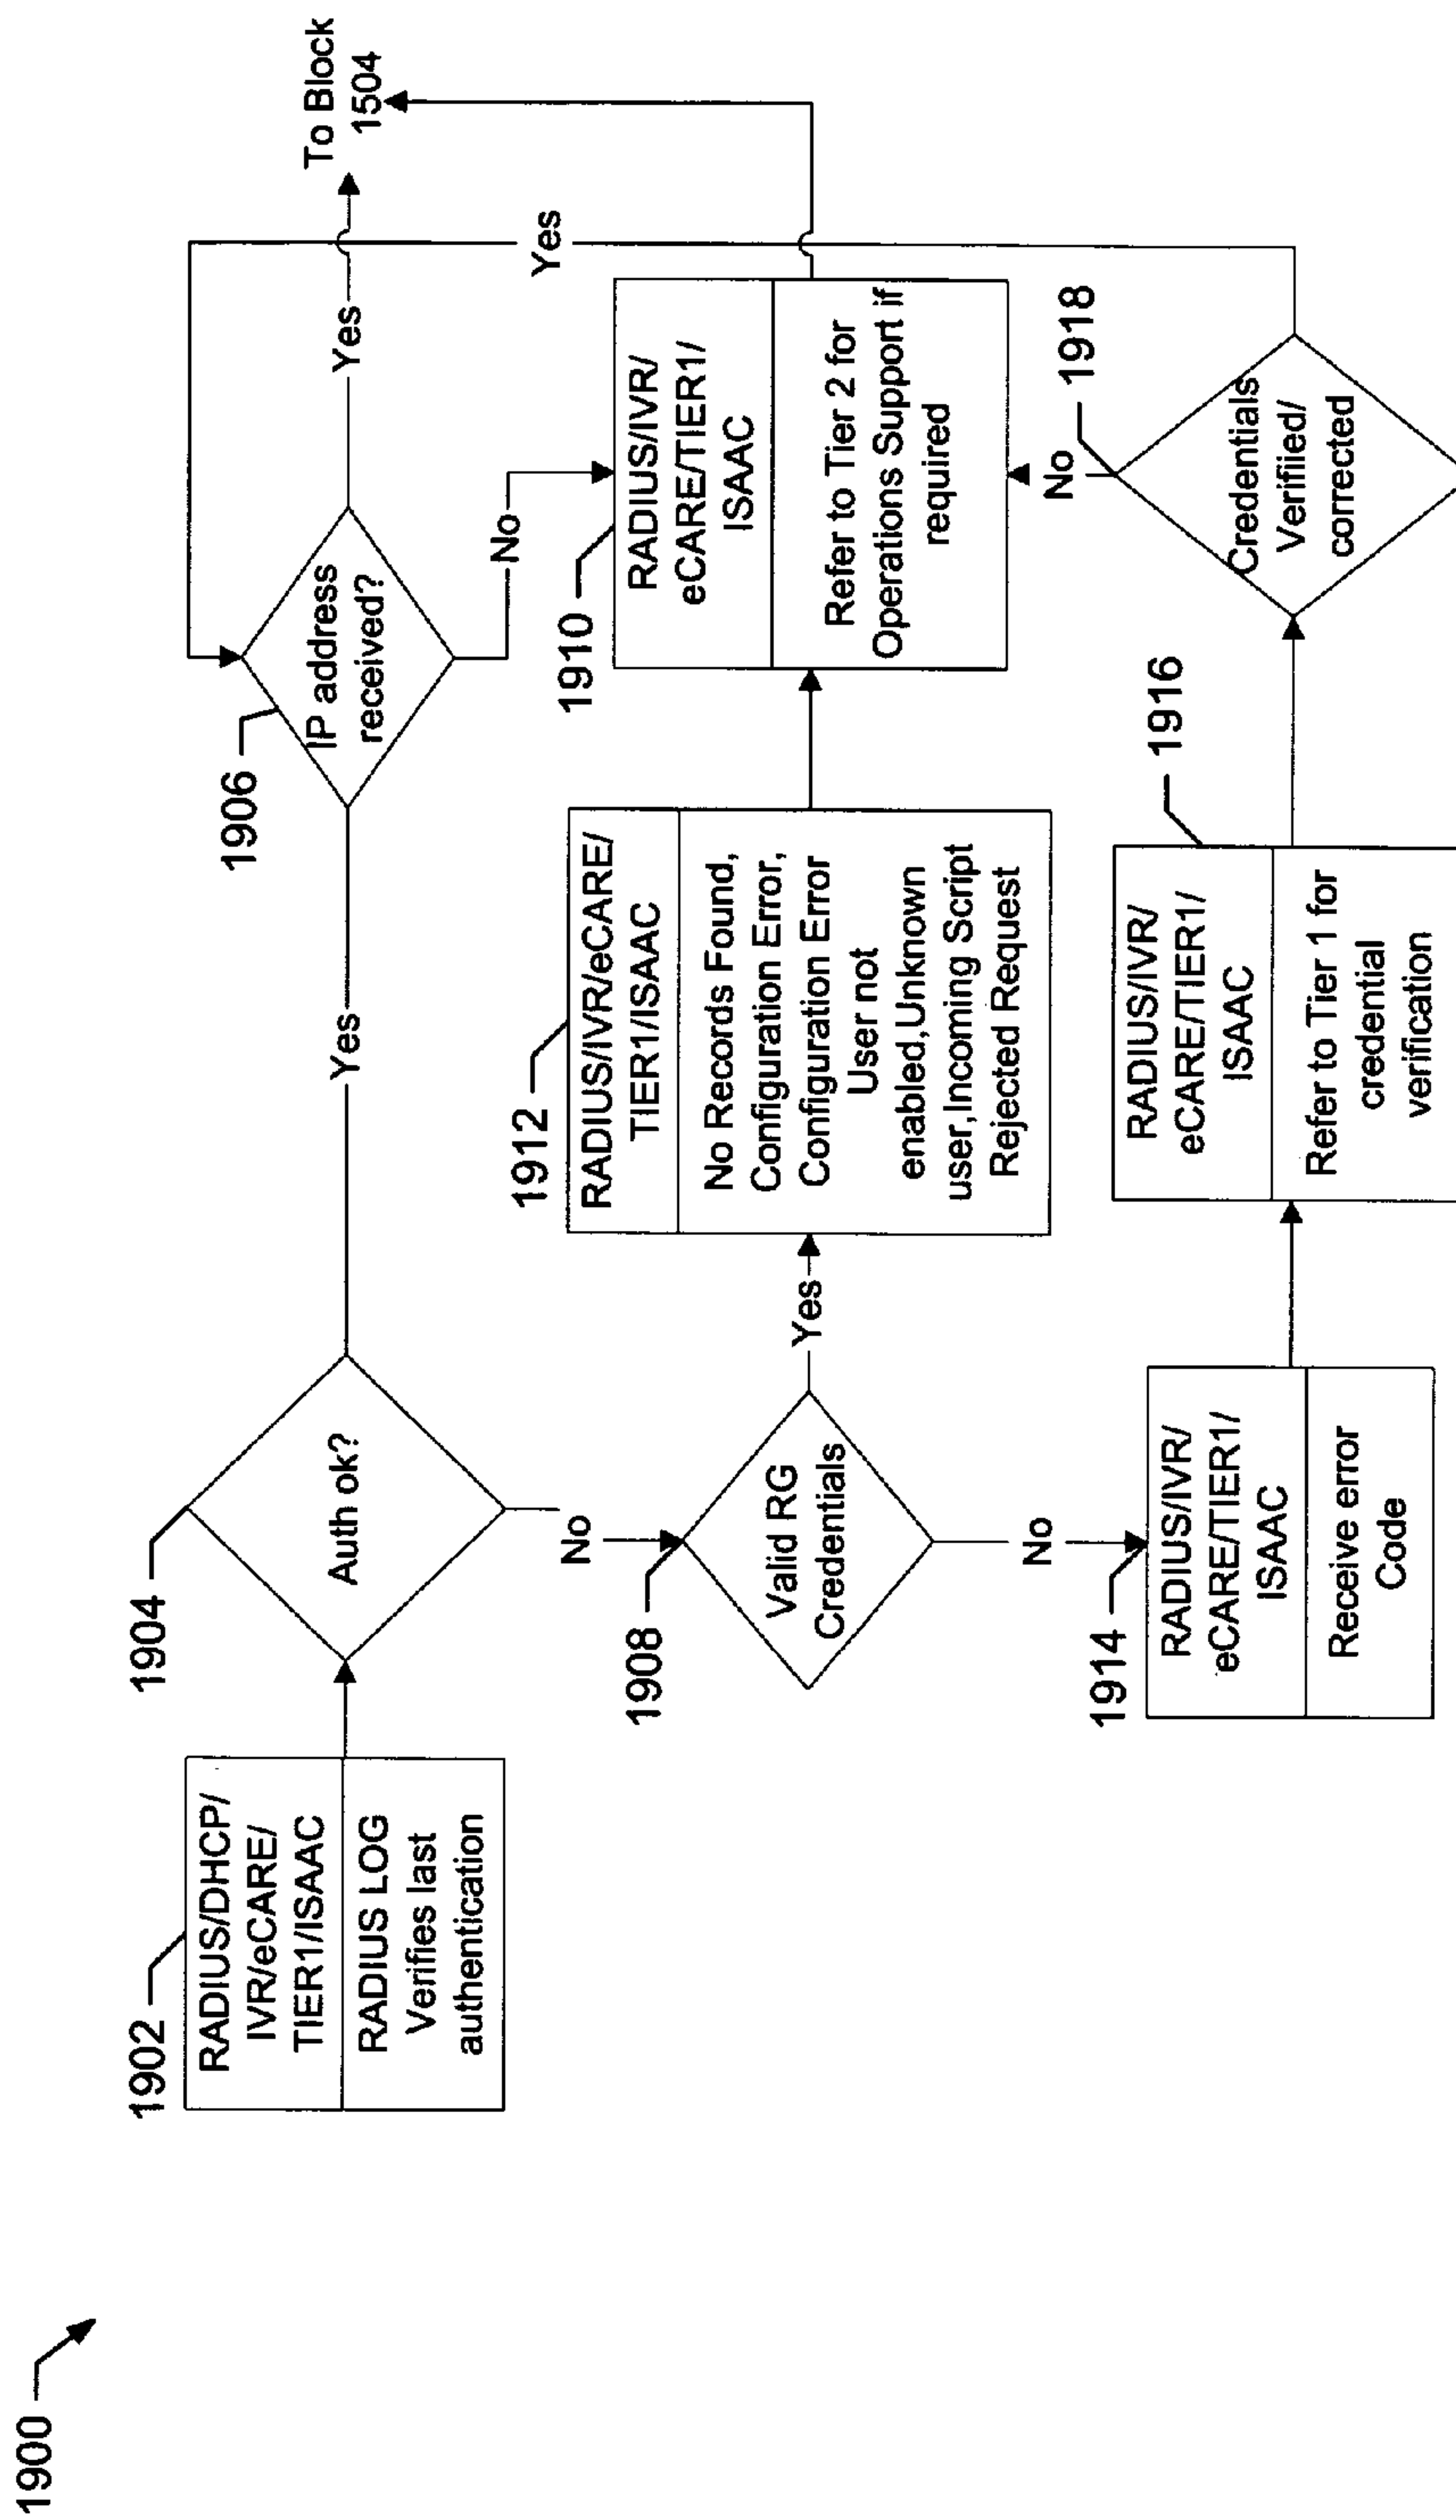 1900
1902
RADIUS/DHCP/
IVR/eCARE/
TIER1/ISAAC
RADIUS LOG
Verifies last
authentication
1904
Auth ok?
Yes
No
1906
IP address
received?
Yes
To Block
1504
No
1908
Valid RG
Credentials
Yes
No
1912
RADIUS/IVR/eCARE/
TIER1/ISAAC
No Records Found,
Configuration Error,
Configuration Error
User not
enabled,Unknown
user,Incoming Script
Rejected Request
1910
RADIUS/IVR/
eCARE/TIER1/
ISAAC
Refer to Tier 2 for
Operations Support if
required
Yes
1914
RADIUS/IVR/
eCARE/TIER1/
ISAAC
Receive error
Code
1916
RADIUS/IVR/
eCARE/TIER1/
ISAAC
Refer to Tier 1 for
credential
verification
1918
Credentials
Verifiied/
corrected
No